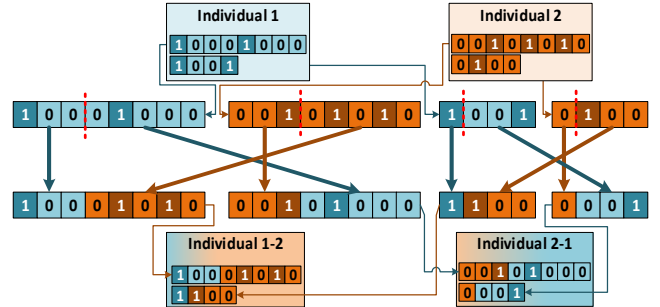 Individual 1
1 0 0 0 1 0 0 0
1 0 0 1
Individual 2
0 0 1 0 1 0 1 0
0 1 0 0
1 0 0 0 1 0 0 0
0 0 1 0 1 0 1 0
1 0 0 1
0 1 0 0
1 0 0 0 1 0 1 0
0 0 1 0 1 0 0 0
1 1 0 0
0 0 0 1
Individual 1-2
1 0 0 0 1 0 1 0
1 1 0 0
Individual 2-1
0 0 1 0 1 0 0 0
0 0 0 1